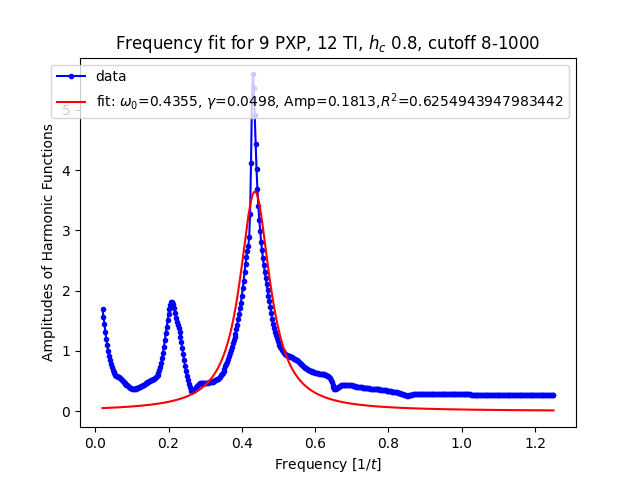 Frequency fit for 9 PXP, 12 TI, $h_c$ 0.8, cutoff 8-1000
data
fit: $\omega_0$=0.4355, $\gamma$=0.0498, Amp=0.1813,$R^2$=0.6254943947983442
Amplitudes of Harmonic Functions
5
4
3
2
1
0
0.0 0.2 0.4 0.6 0.8 1.0 1.2
Frequency [1/$t$]